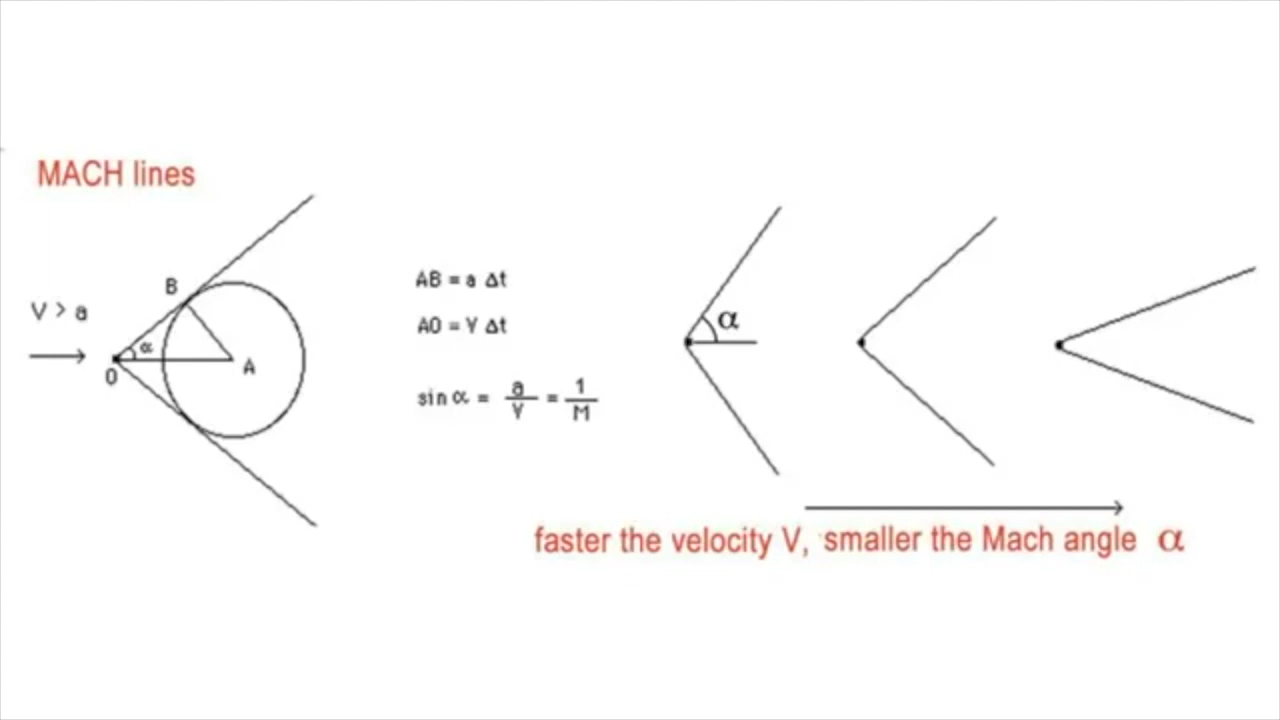 MACH lines
V > a
B
α
O
A
AB = a Δt
AO = V Δt
sin α = a/V = 1/M
α
faster the velocity V, smaller the Mach angle α